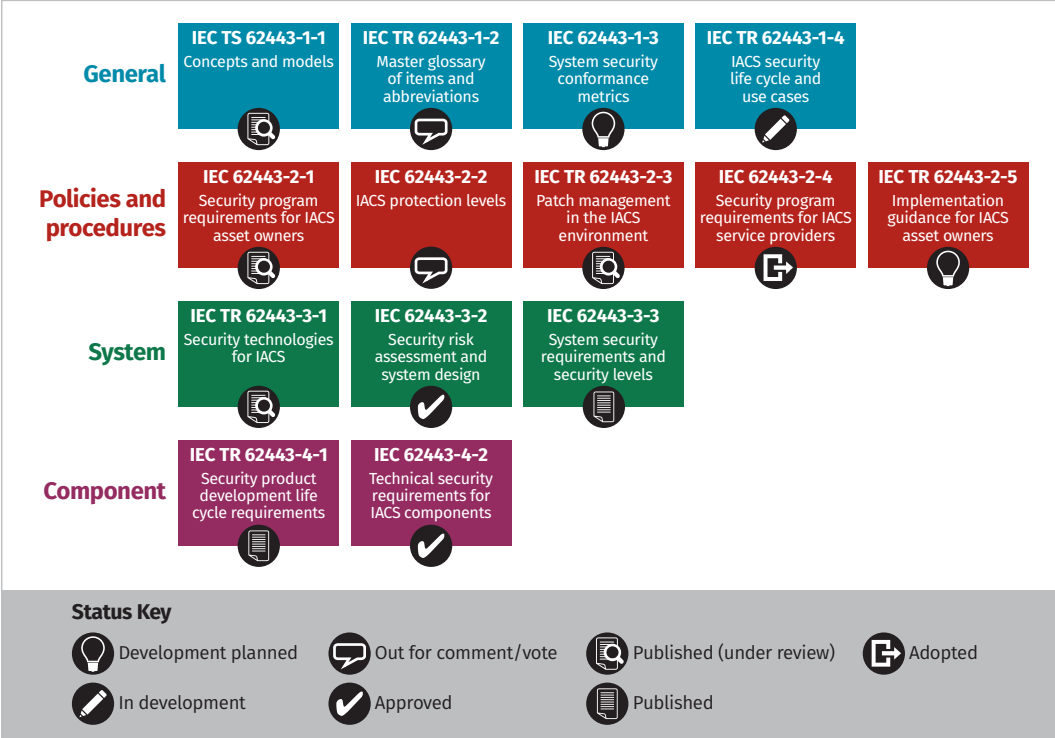 General
IEC TS 62443-1-1
Concepts and models
IEC TR 62443-1-2
Master glossary
of items and
abbreviations
IEC 62443-1-3
System security
conformance
metrics
IEC TR 62443-1-4
IACS security
life cycle and
use cases
Policies and
procedures
IEC 62443-2-1
Security program
requirements for IACS
asset owners
IEC 62443-2-2
IACS protection levels
IEC TR 62443-2-3
Patch management
in the IACS
environment
IEC 62443-2-4
Security program
requirements for IACS
service providers
IEC TR 62443-2-5
Implementation
guidance for IACS
asset owners
System
IEC TR 62443-3-1
Security technologies
for IACS
IEC 62443-3-2
Security risk
assessment and
system design
IEC 62443-3-3
System security
requirements and
security levels
Component
IEC TR 62443-4-1
Security product
development life
cycle requirements
IEC 62443-4-2
Technical security
requirements for
IACS components
Status Key
Development planned
Out for comment/vote
Published (under review)
Adopted
In development
Approved
Published